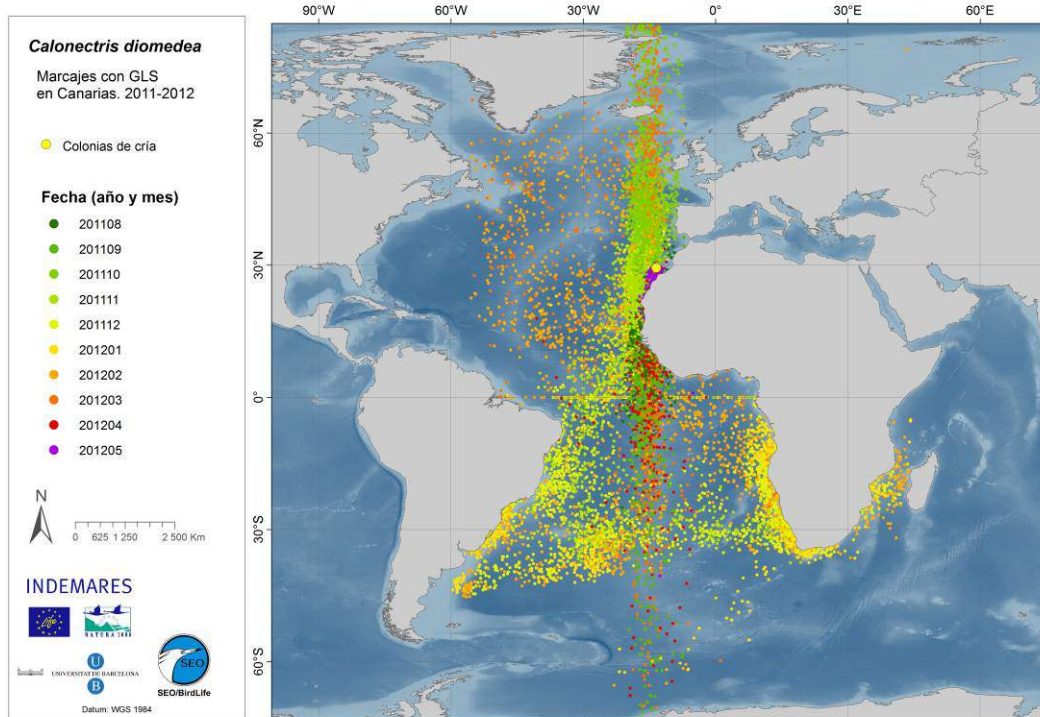 Calonectris diomedea
Marcajes con GLS
en Canarias. 2011-2012
Colonias de cría
Fecha (año y mes)
201108
201109
201110
201111
201112
201201
201202
201203
201204
201205
N
0 625 1 250 2 500 Km
INDEMARES
life
NATURA 2000
U
B
UNIVERSITAT DE BARCELONA
SEO
SEO/BirdLife
Datum: WGS 1984
90°W 60°W 30°W 0° 30°E 60°E
60°N
30°N
0°
30°S
60°S